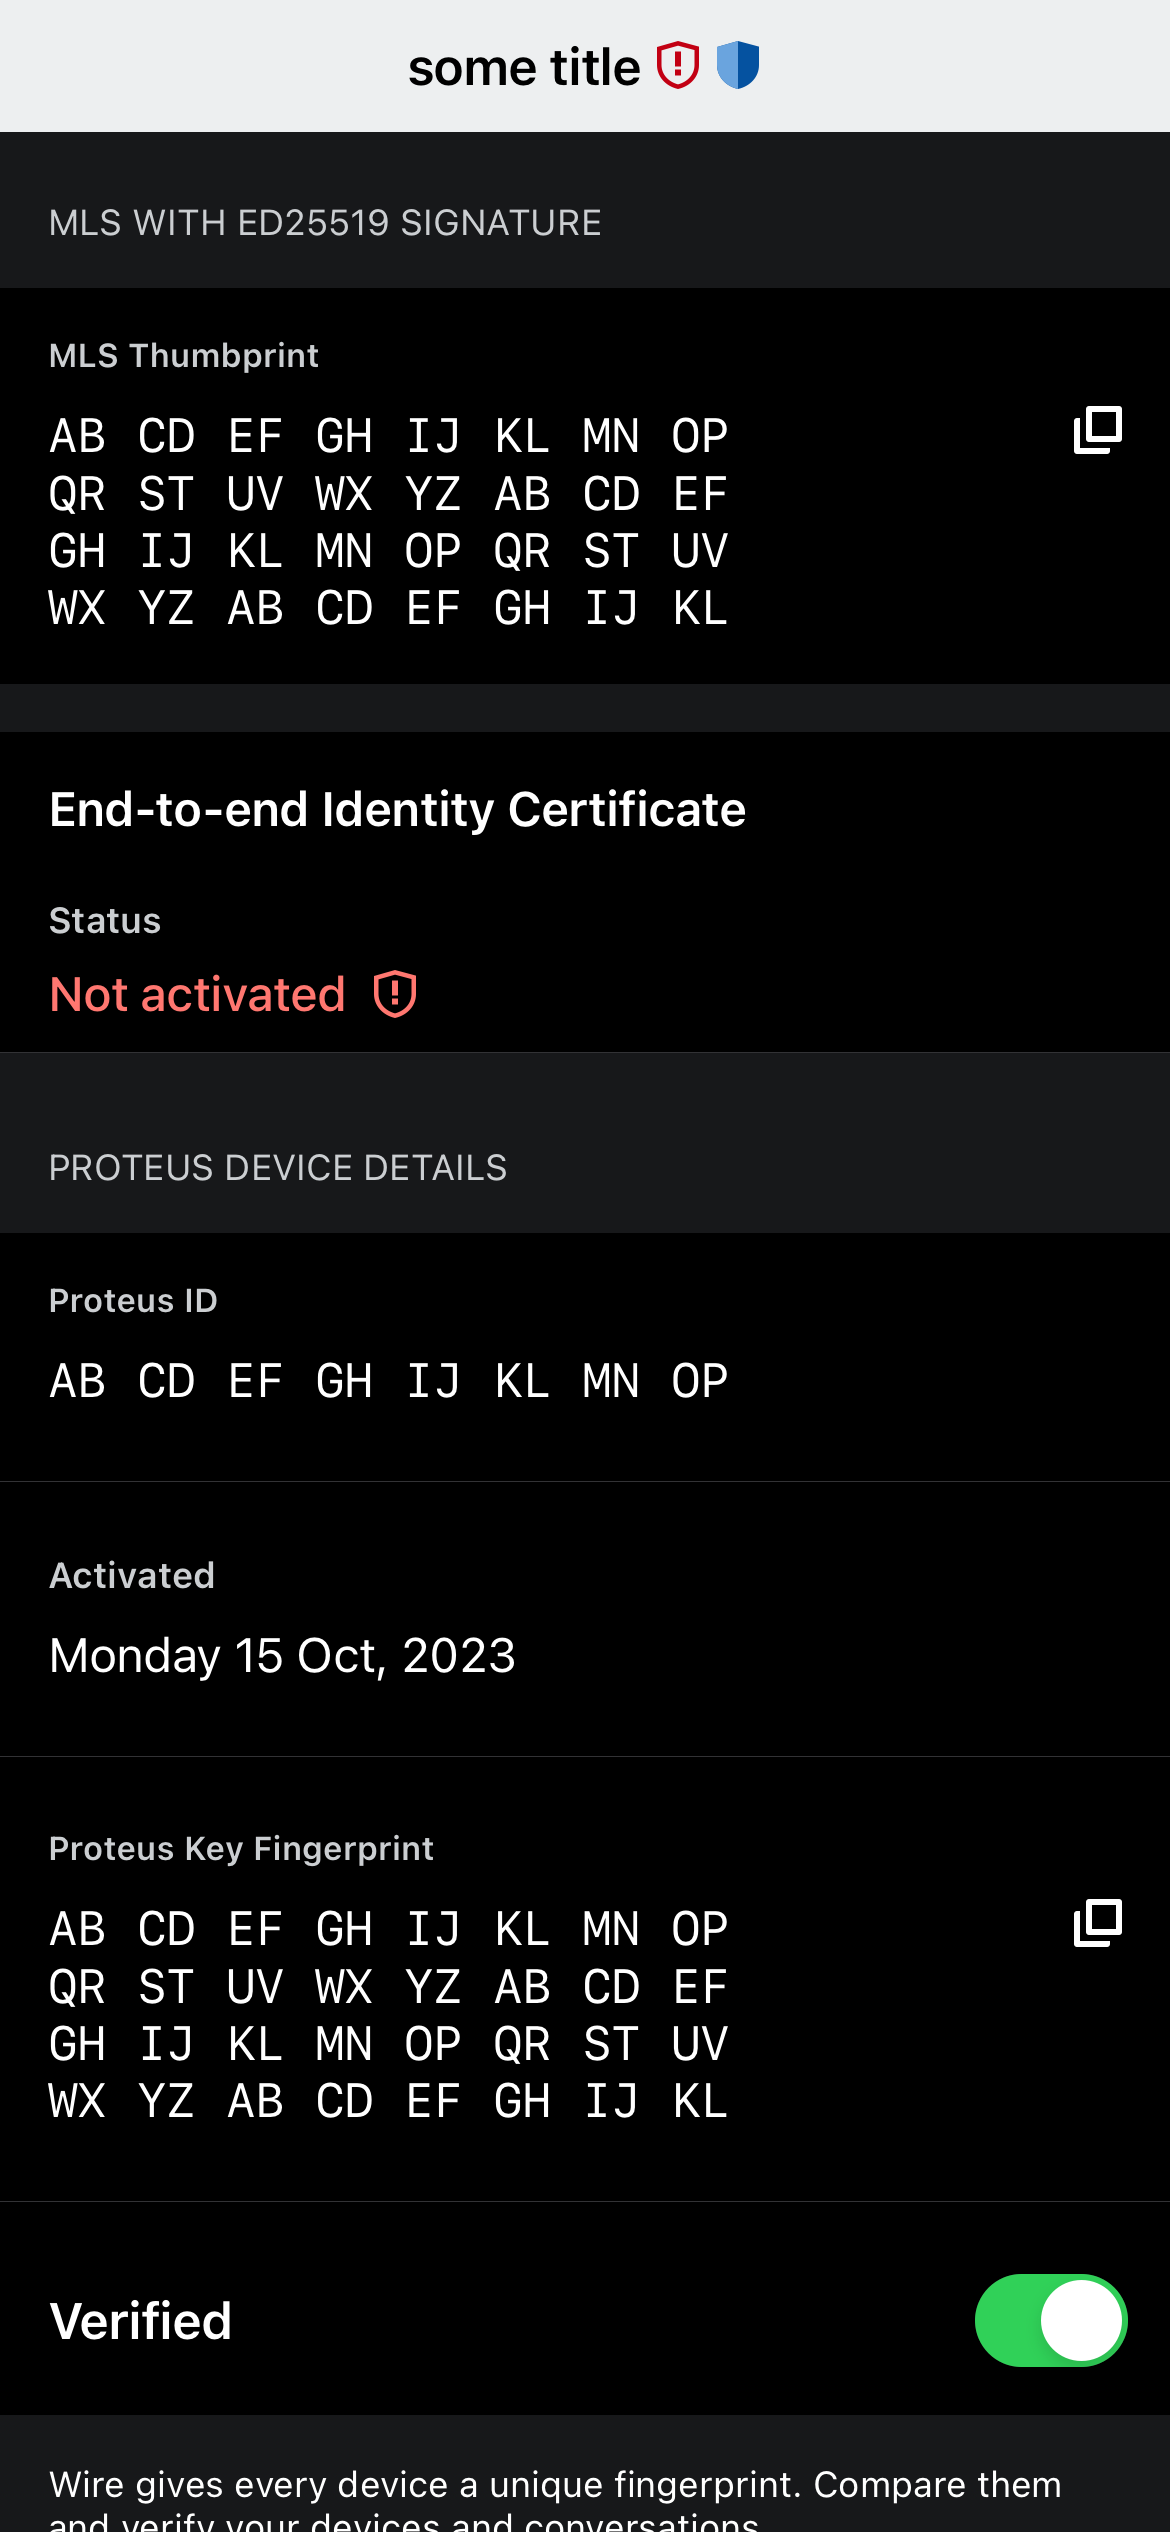 some title
MLS WITH ED25519 SIGNATURE
MLS Thumbprint
AB CD EF GH IJ KL MN OP
QR ST UV WX YZ AB CD EF
GH IJ KL MN OP QR ST UV
WX YZ AB CD EF GH IJ KL
End-to-end Identity Certificate
Status
Not activated
PROTEUS DEVICE DETAILS
Proteus ID
AB CD EF GH IJ KL MN OP
Activated
Monday 15 Oct, 2023
Proteus Key Fingerprint
AB CD EF GH IJ KL MN OP
QR ST UV WX YZ AB CD EF
GH IJ KL MN OP QR ST UV
WX YZ AB CD EF GH IJ KL
Verified
Wire gives every device a unique fingerprint. Compare them
and verify your devices and conversations.